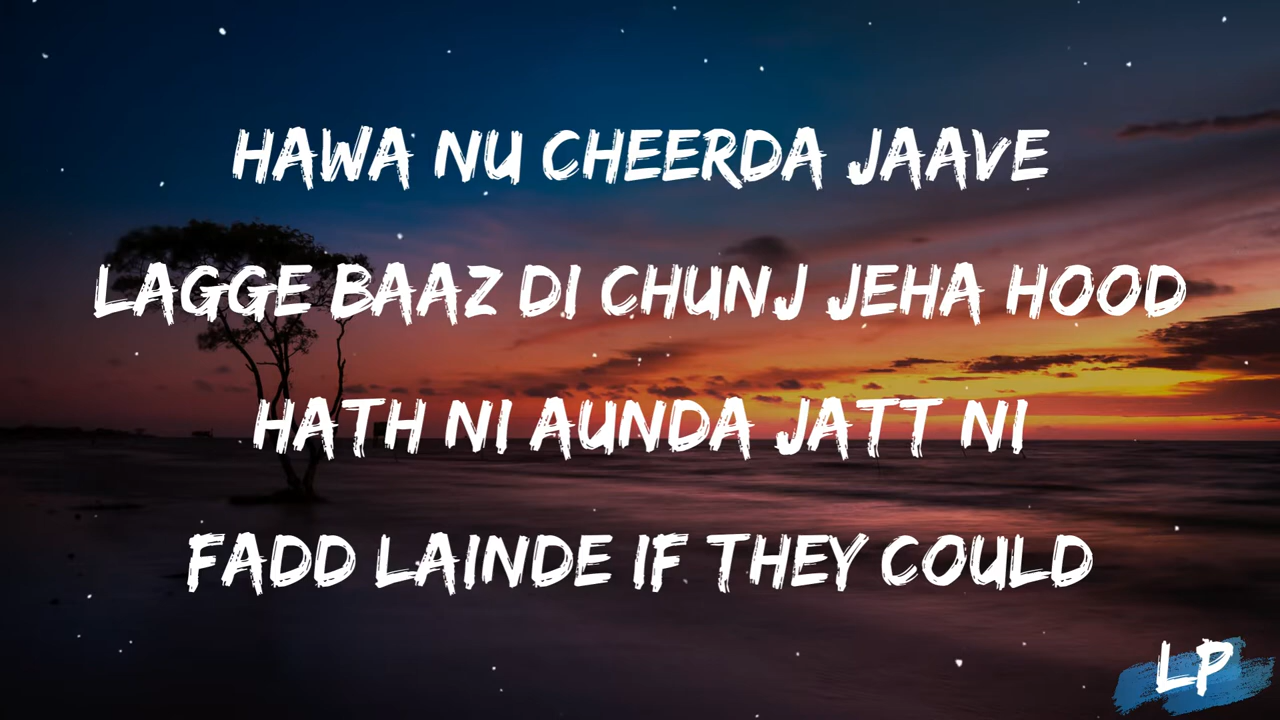 HAWA NU CHEERDA JAAVE
LAGGE BAAZ DI CHUNJ JEHA HOOD
HATH NI AUNDA JATT NI
FADD LAINDE IF THEY COULD
LP